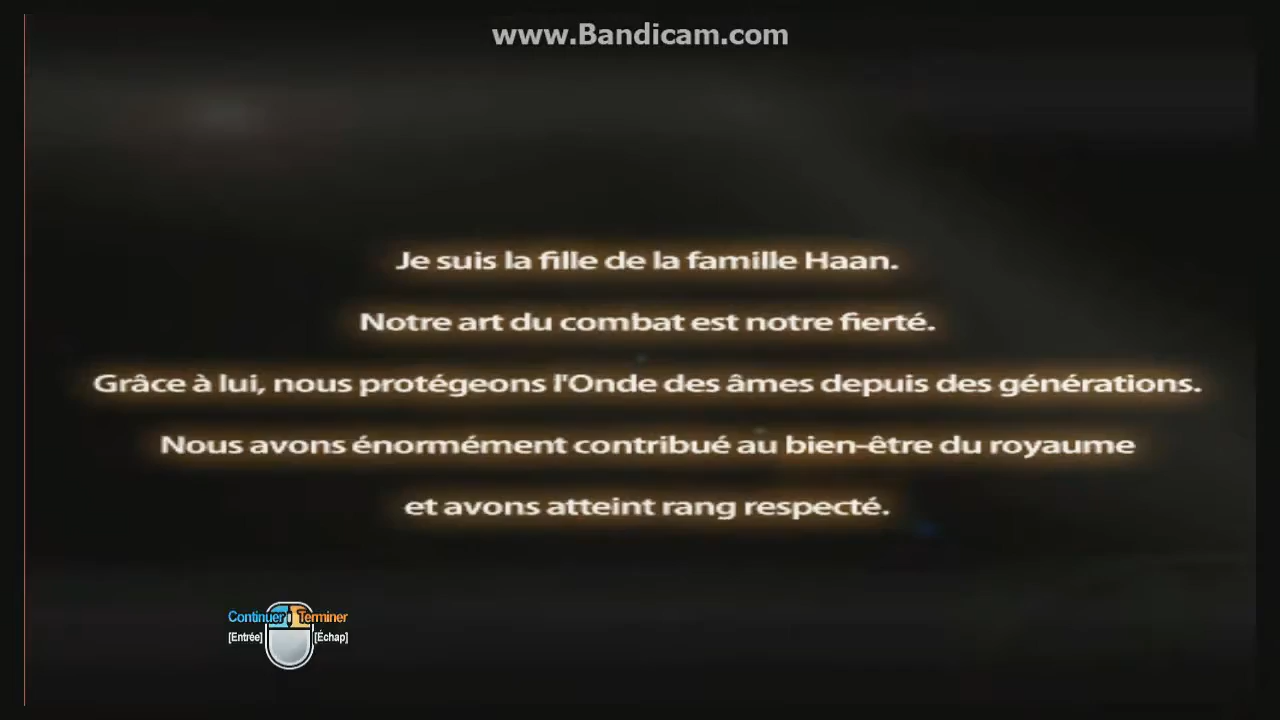 www.Bandicam.com
Je suis la fille de la famille Haan.
Notre art du combat est notre fierté.
Grâce à lui, nous protégeons l'Onde des âmes depuis des générations.
Nous avons énormément contribué au bien-être du royaume
et avons atteint rang respecté.
Continuer Terminer
[Entrée] [Échap]